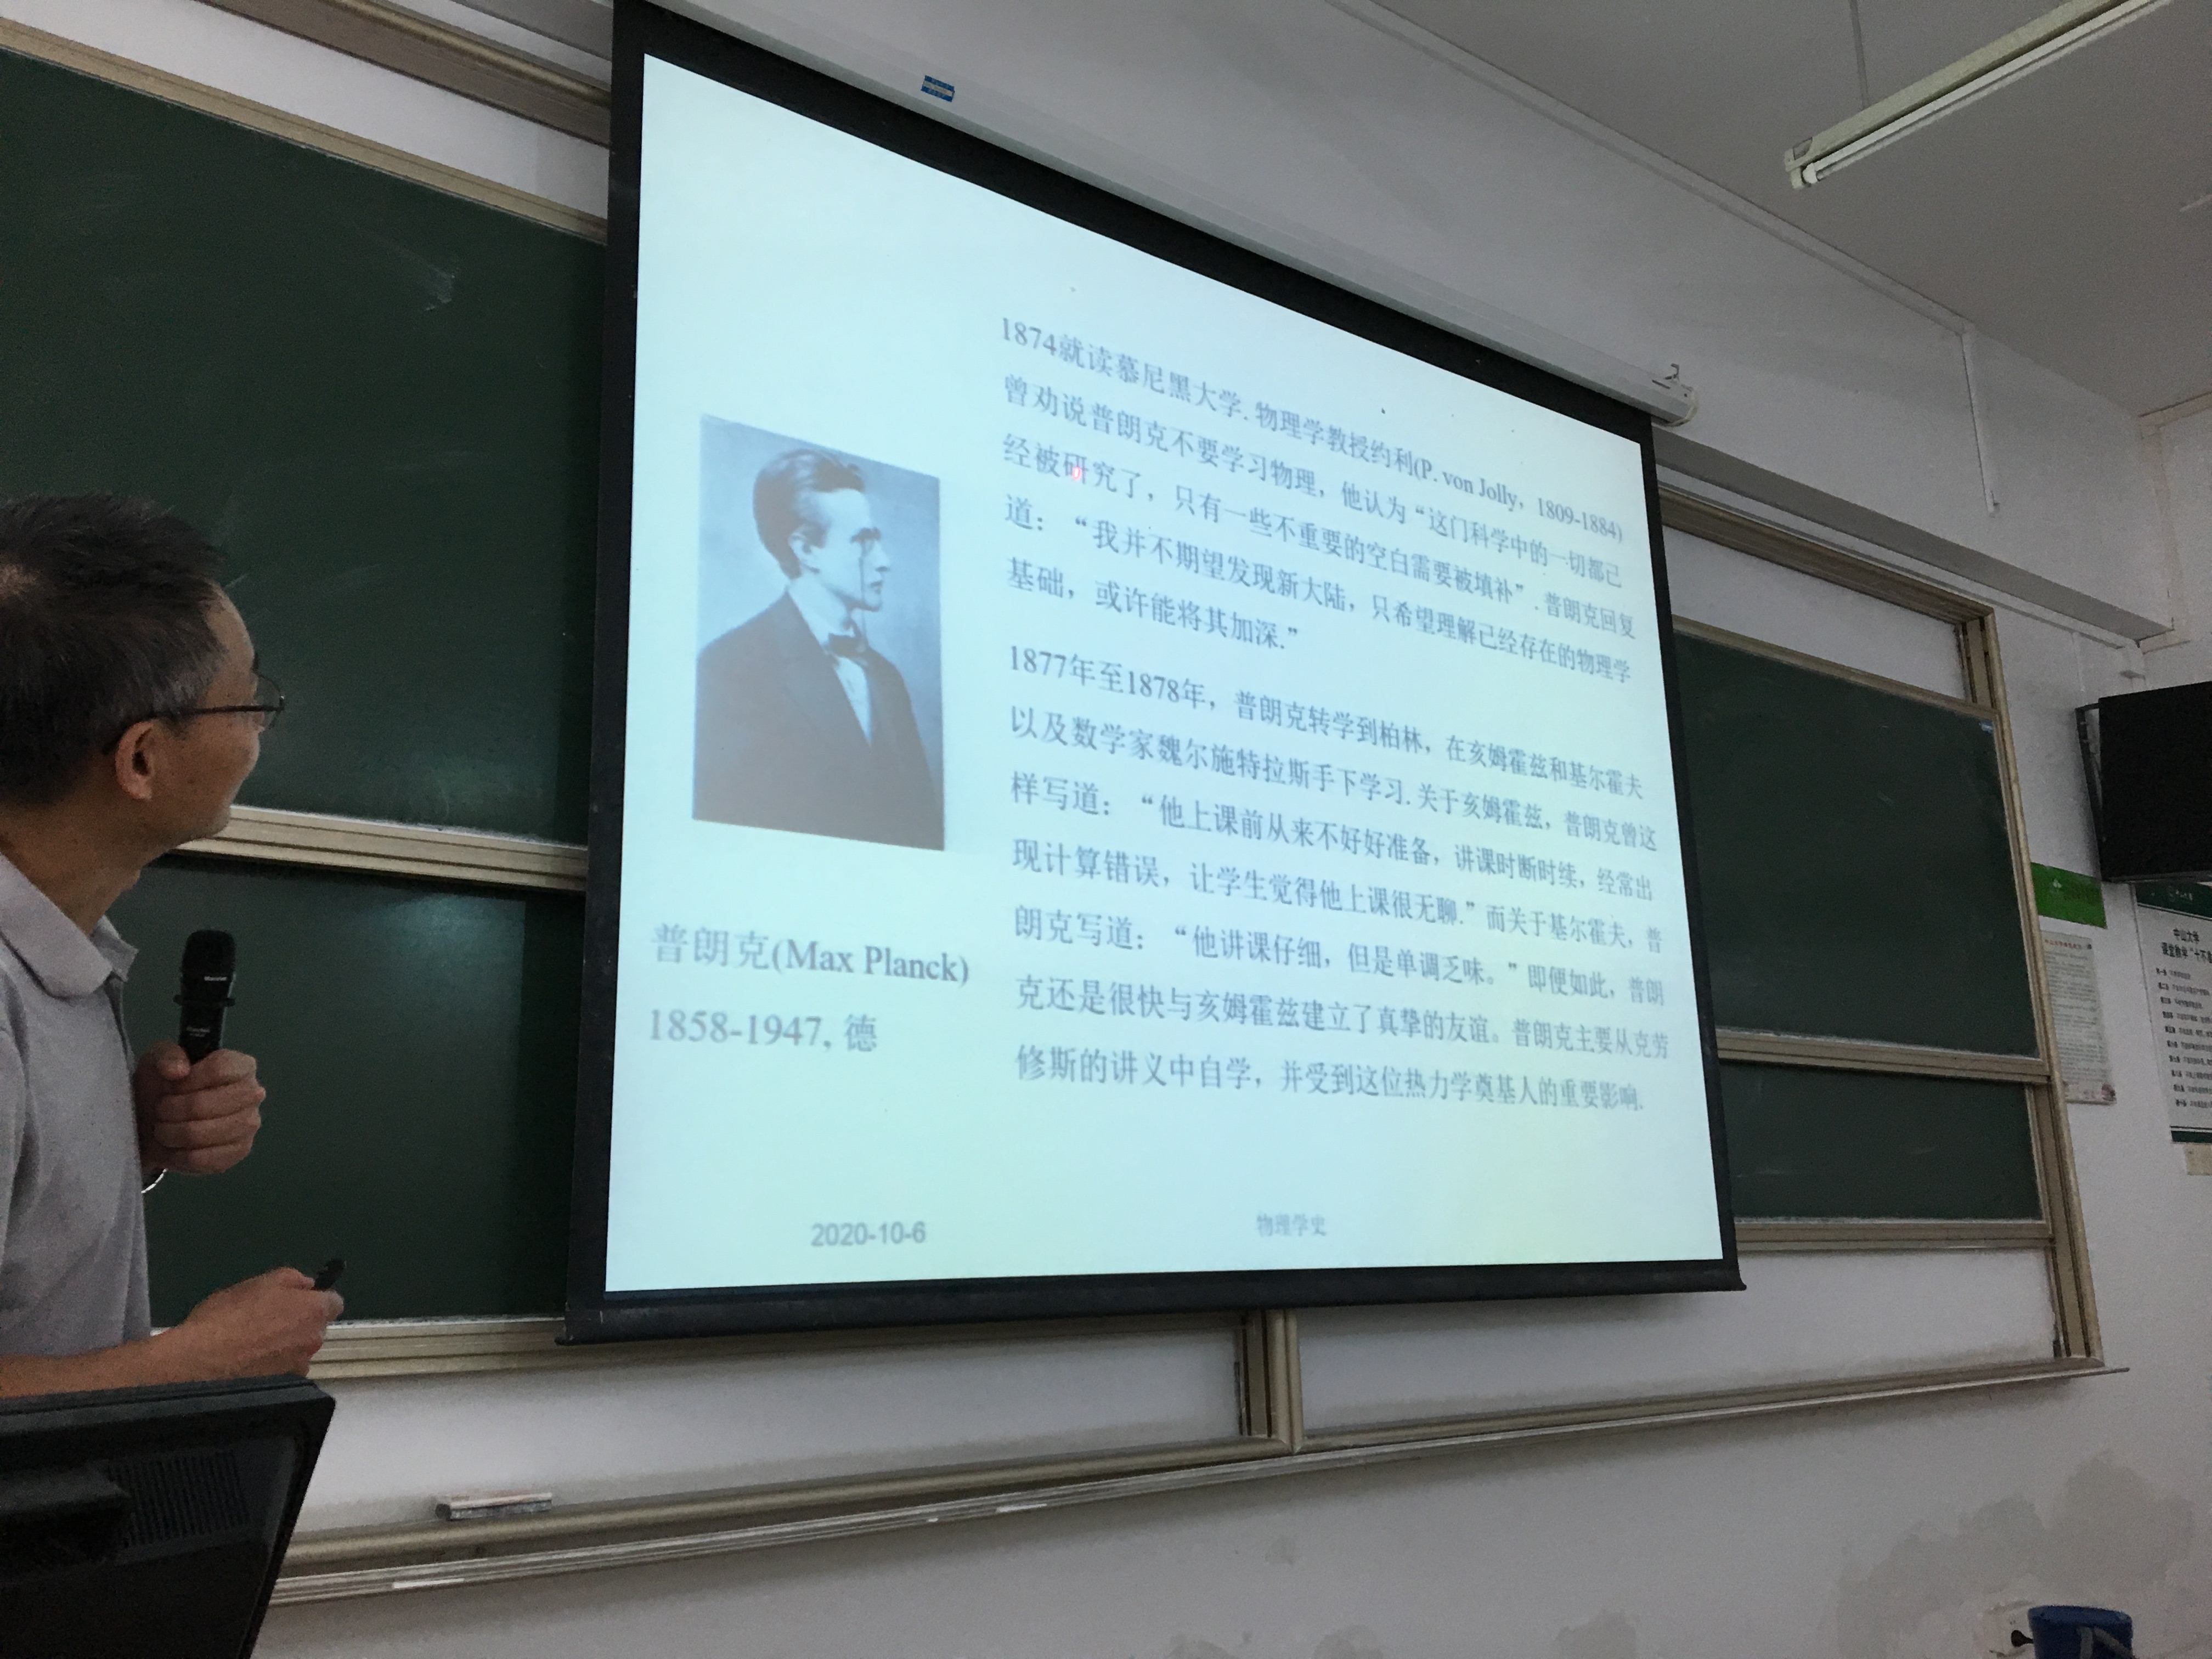 1874就读慕尼黑大学. 物理学教授约利(P. von Jolly，1809-1884)
曾劝说普朗克不要学习物理，他认为“这门科学中的一切都已
经被研究了，只有一些不重要的空白需要被填补”. 普朗克回复
道：“我并不期望发现新大陆，只希望理解已经存在的物理学
基础，或许能将其加深.”
1877年至1878年，普朗克转学到柏林，在亥姆霍兹和基尔霍夫
以及数学家魏尔施特拉斯手下学习. 关于亥姆霍兹，普朗克曾这
样写道：“他上课前从来不好好准备，讲课时断时续，经常出
现计算错误，让学生觉得他上课很无聊.”而关于基尔霍夫，普
朗克写道：“他讲课仔细，但是单调乏味。”即便如此，普朗
克还是很快与亥姆霍兹建立了真挚的友谊。普朗克主要从克劳
修斯的讲义中自学，并受到这位热力学奠基人的重要影响.
普朗克(Max Planck)
1858-1947, 德
2020-10-6
物理学史
中山大学
课堂教学“十不